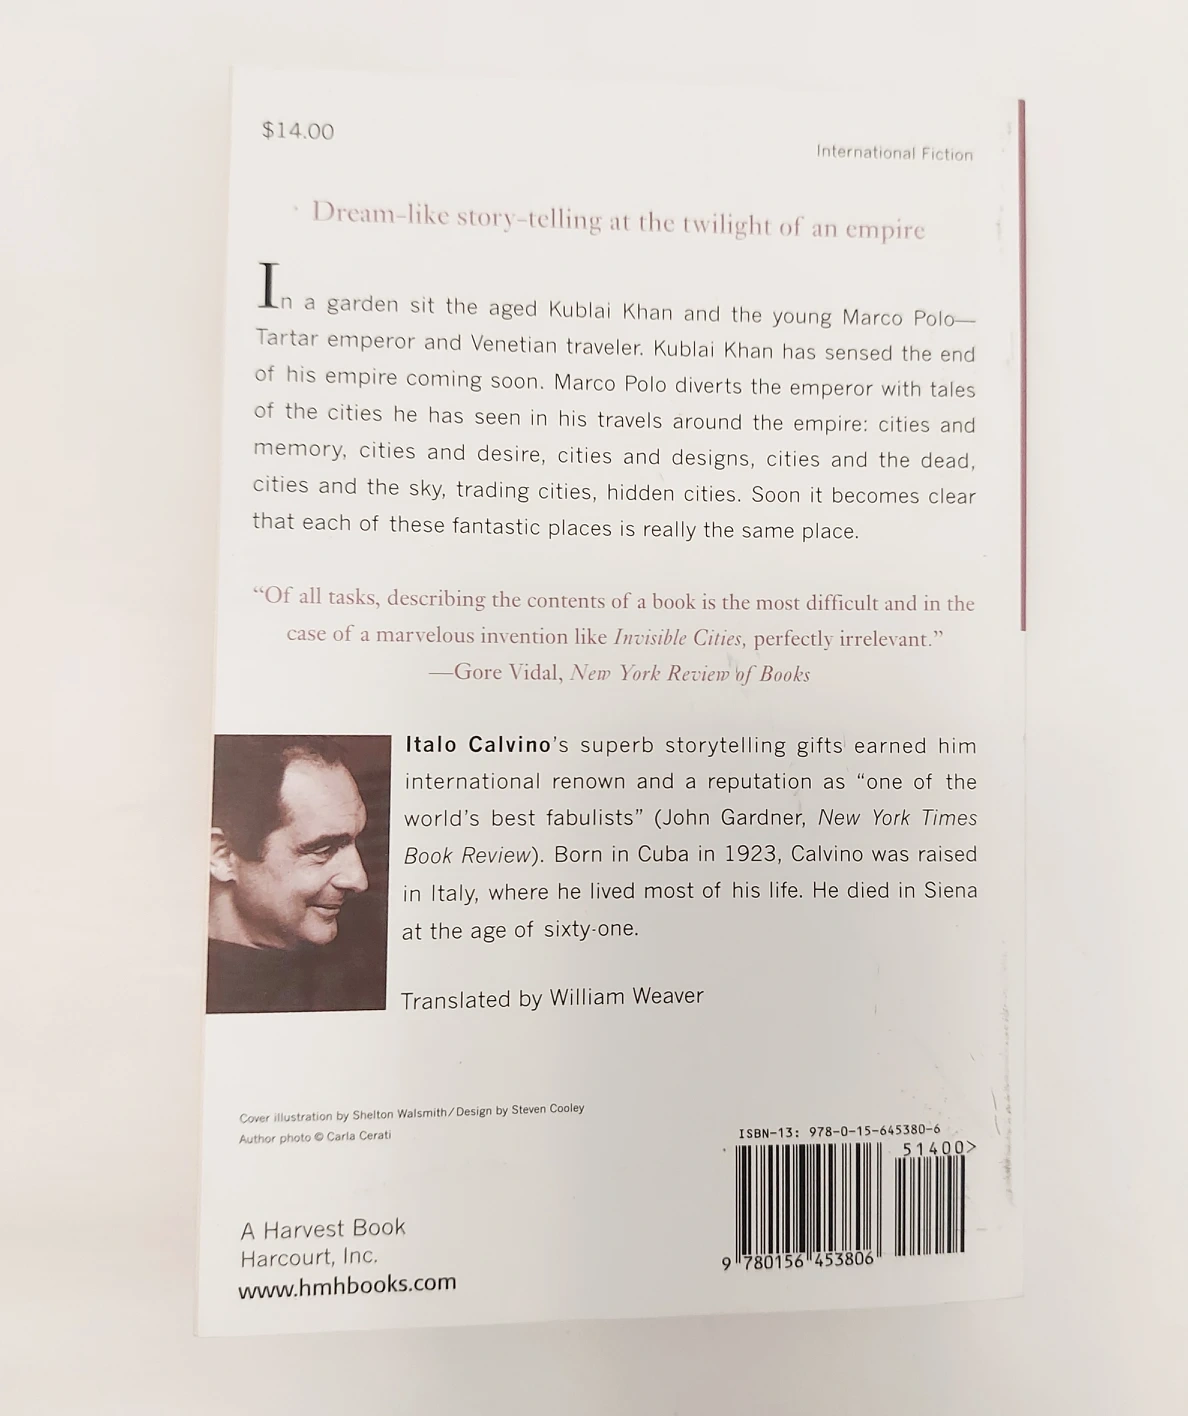 $14.00
International Fiction
Dream-like story-telling at the twilight of an empire
In a garden sit the aged Kublai Khan and the young Marco Polo—
Tartar emperor and Venetian traveler. Kublai Khan has sensed the end
of his empire coming soon. Marco Polo diverts the emperor with tales
of the cities he has seen in his travels around the empire: cities and
memory, cities and desire, cities and designs, cities and the dead,
cities and the sky, trading cities, hidden cities. Soon it becomes clear
that each of these fantastic places is really the same place.
“Of all tasks, describing the contents of a book is the most difficult and in the
case of a marvelous invention like Invisible Cities, perfectly irrelevant.”
—Gore Vidal, New York Review of Books
Italo Calvino’s superb storytelling gifts earned him
international renown and a reputation as “one of the
world’s best fabulists” (John Gardner, New York Times
Book Review). Born in Cuba in 1923, Calvino was raised
in Italy, where he lived most of his life. He died in Siena
at the age of sixty-one.
Translated by William Weaver
Cover illustration by Shelton Walsmith/Design by Steven Cooley
Author photo © Carla Cerati
A Harvest Book
Harcourt, Inc.
www.hmhbooks.com
ISBN-13: 978-0-15-645380-6
51400>
9 780156 453806